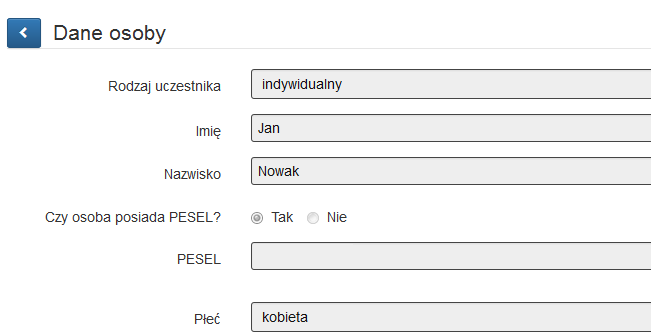 Dane osoby
Rodzaj uczestnika indywidualny
Imię Jan
Nazwisko Nowak
Czy osoba posiada PESEL? Tak Nie
PESEL
Płeć kobieta